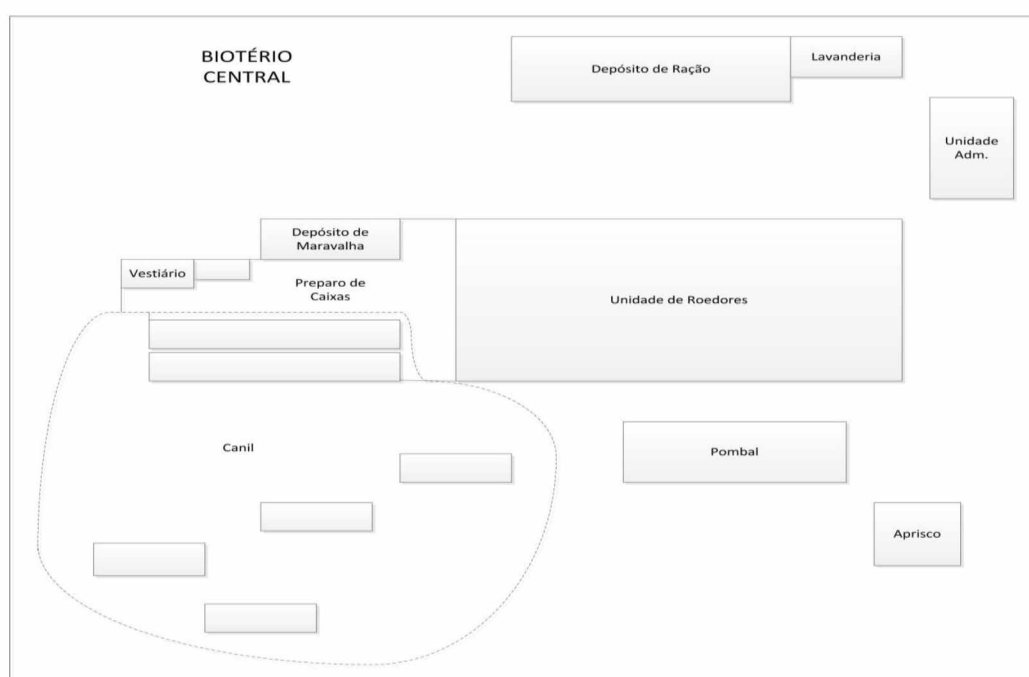 BIOTÉRIO
CENTRAL
Depósito de Ração
Lavanderia
Unidade
Adm.
Depósito de
Maravalha
Vestiário
Preparo de
Caixas
Unidade de Roedores
Canil
Pombal
Aprisco